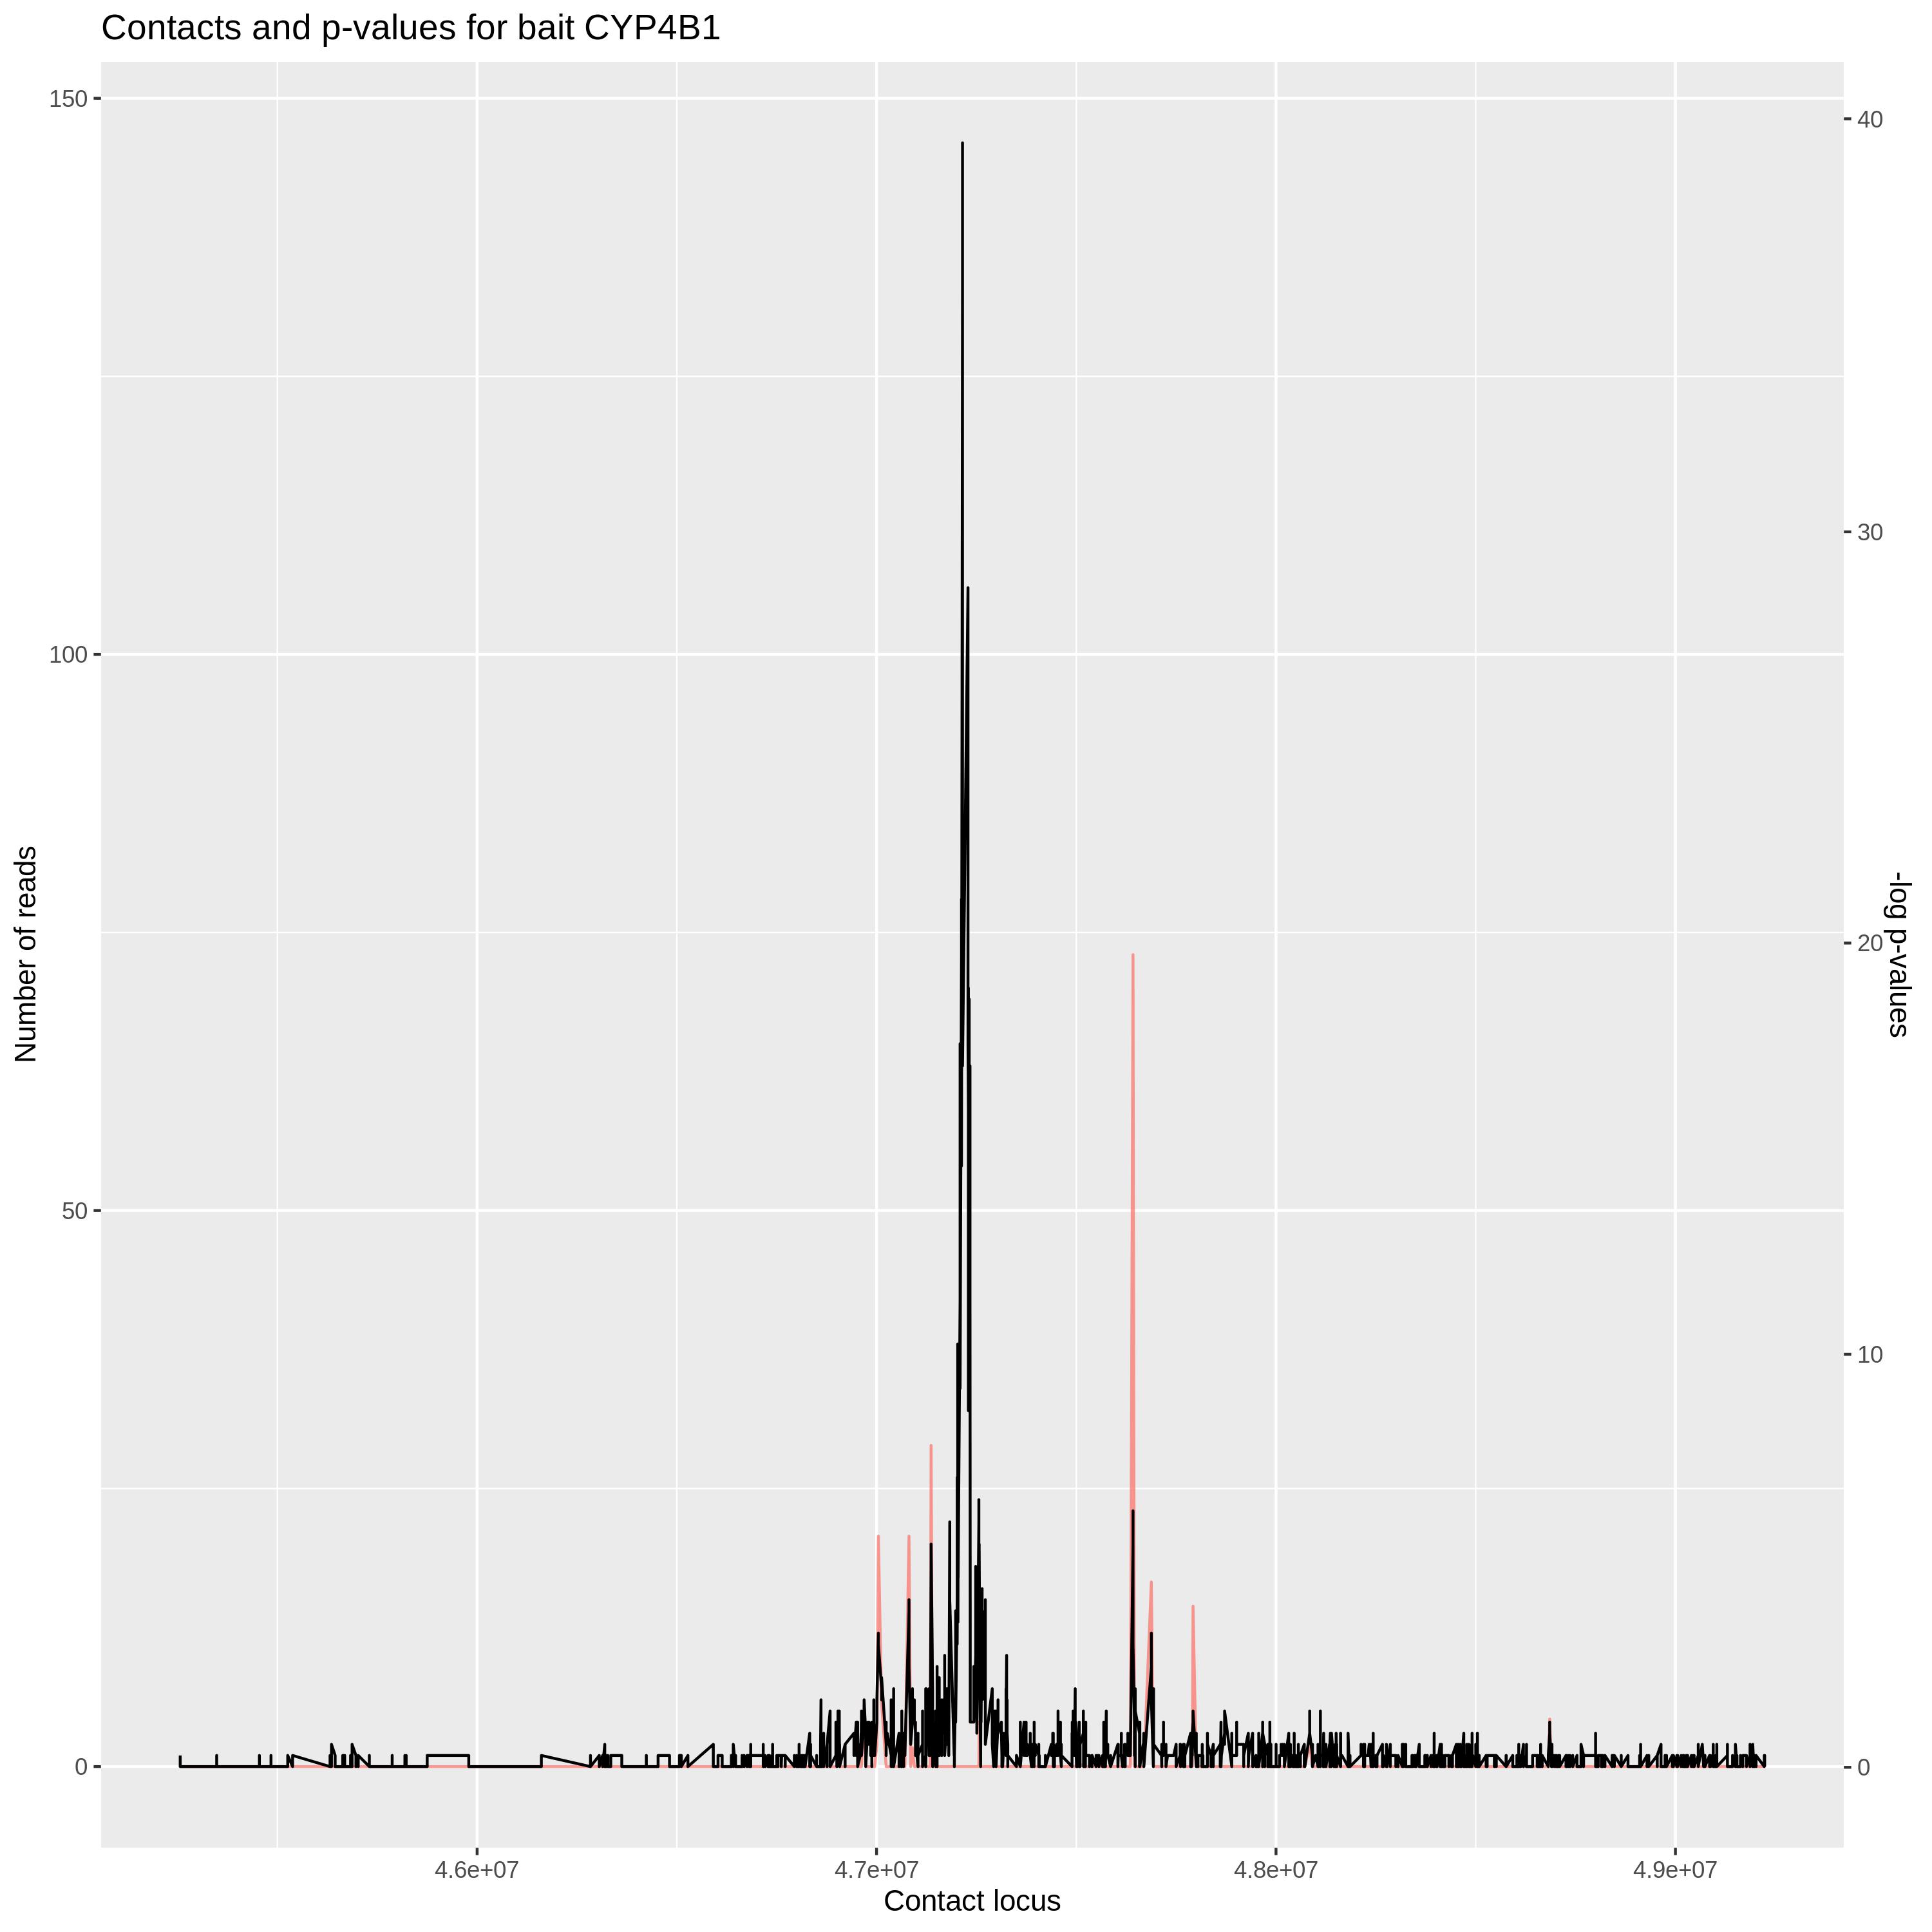 Contacts and p-values for bait CYP4B1
150
100
50
0
Number of reads
40
30
20
10
0
-log p-values
4.6e+07
4.7e+07
4.8e+07
4.9e+07
Contact locus